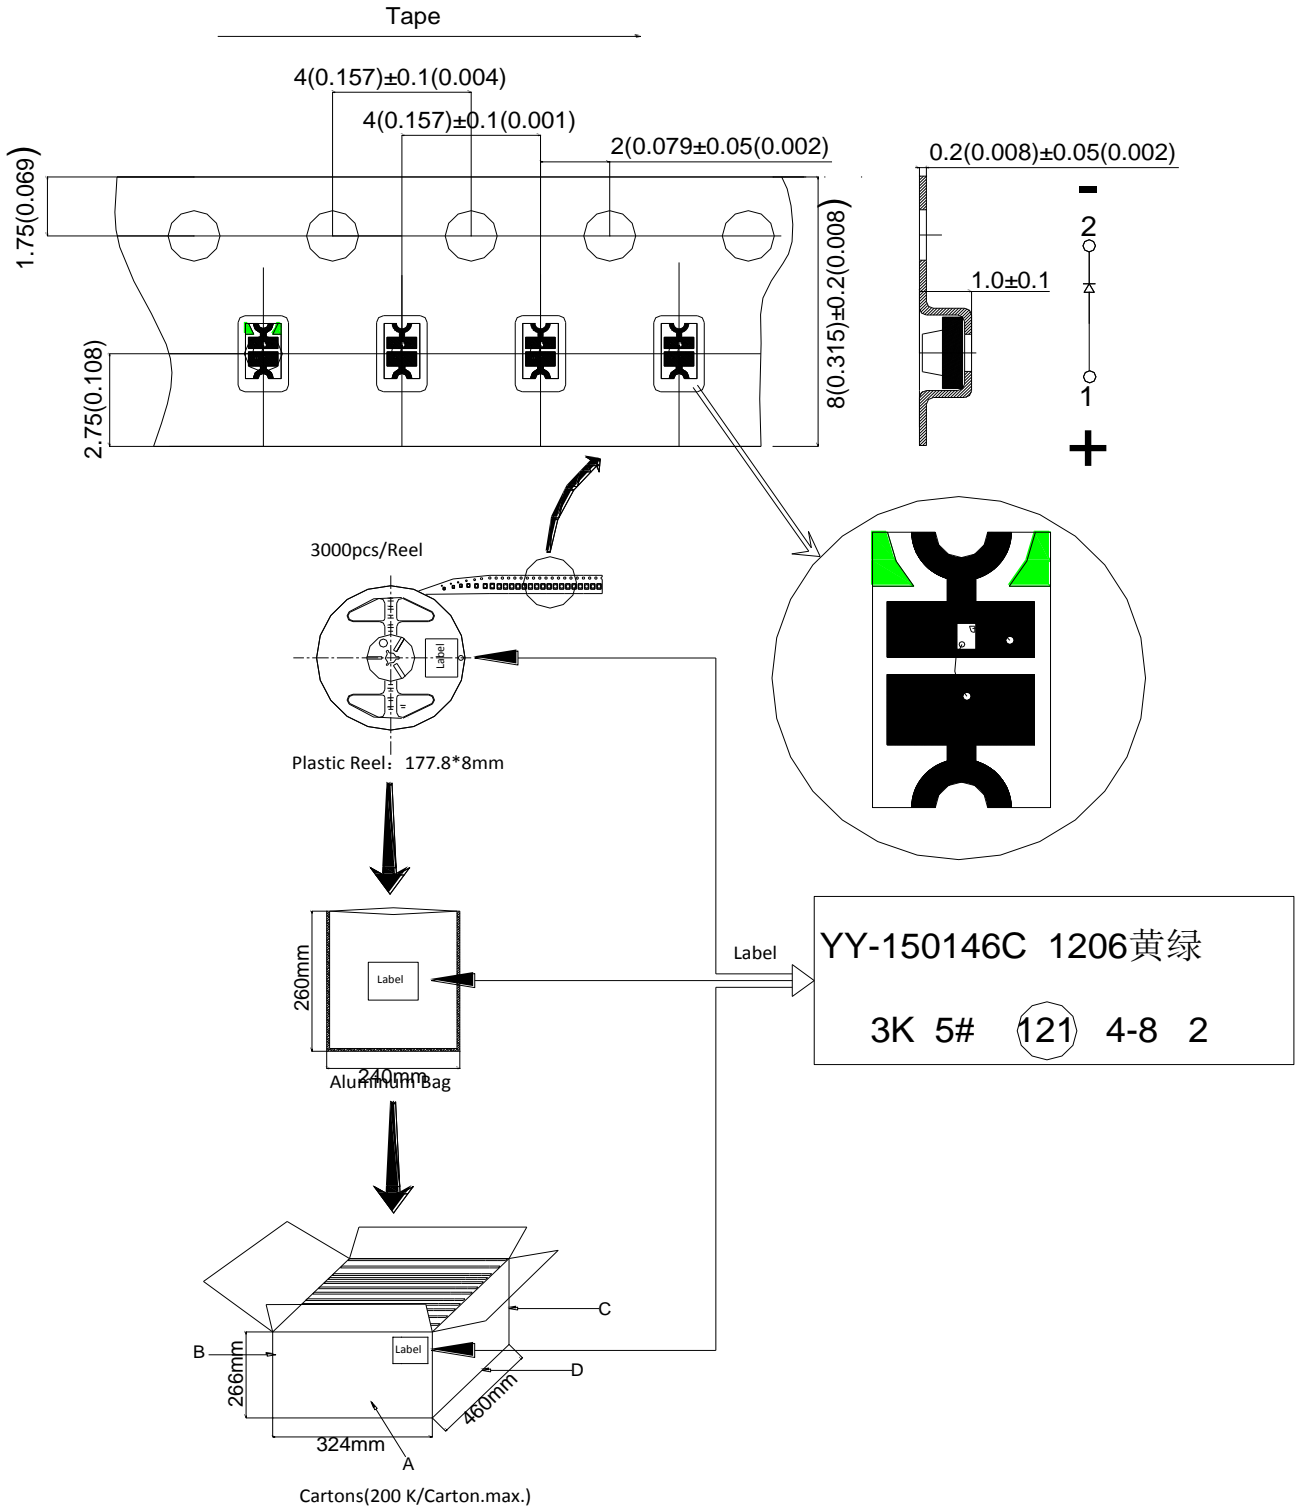 Tape
4(0.157)±0.1(0.004)
4(0.157)±0.1(0.001)
2(0.079±0.05(0.002)
0.2(0.008)±0.05(0.002)
1.75(0.069)
2.75(0.108)
8(0.315)±0.2(0.008)
-
2
1.0±0.1
1
+
3000pcs/Reel
Label
Plastic Reel：177.8*8mm
260mm
Label
240mm
Aluminum Bag
Label
YY-150146C 1206黄绿
3K 5# 121 4-8 2
C
B
Label
D
266mm
460mm
324mm
A
Cartons(200 K/Carton.max.)